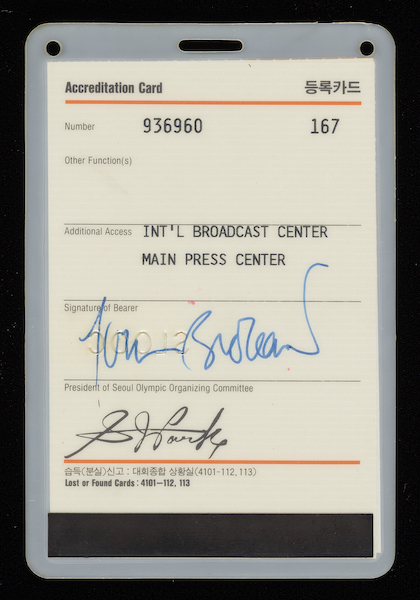 Accreditation Card 등록카드
Number 936960 167
Other Function(s)
Additional Access INT'L BROADCAST CENTER
MAIN PRESS CENTER
Signature of Bearer
President of Seoul Olympic Organizing Committee
습득(분실)신고 : 대회종합 상황실(4101-112, 113)
Lost or Found Cards : 4101—112, 113